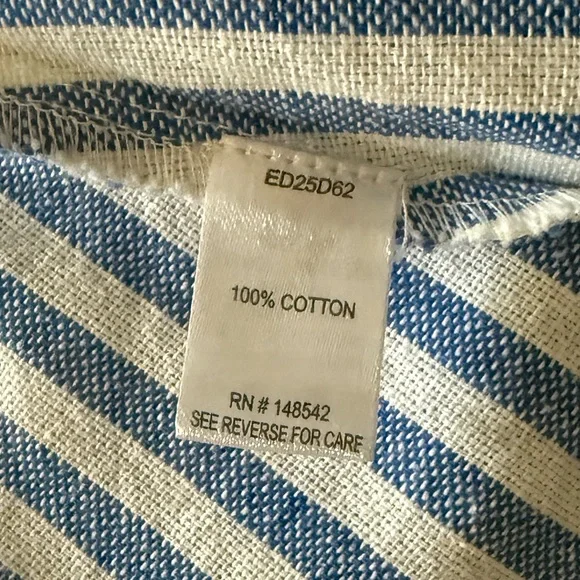 ED25D62
100% COTTON
RN # 148542
SEE REVERSE FOR CARE